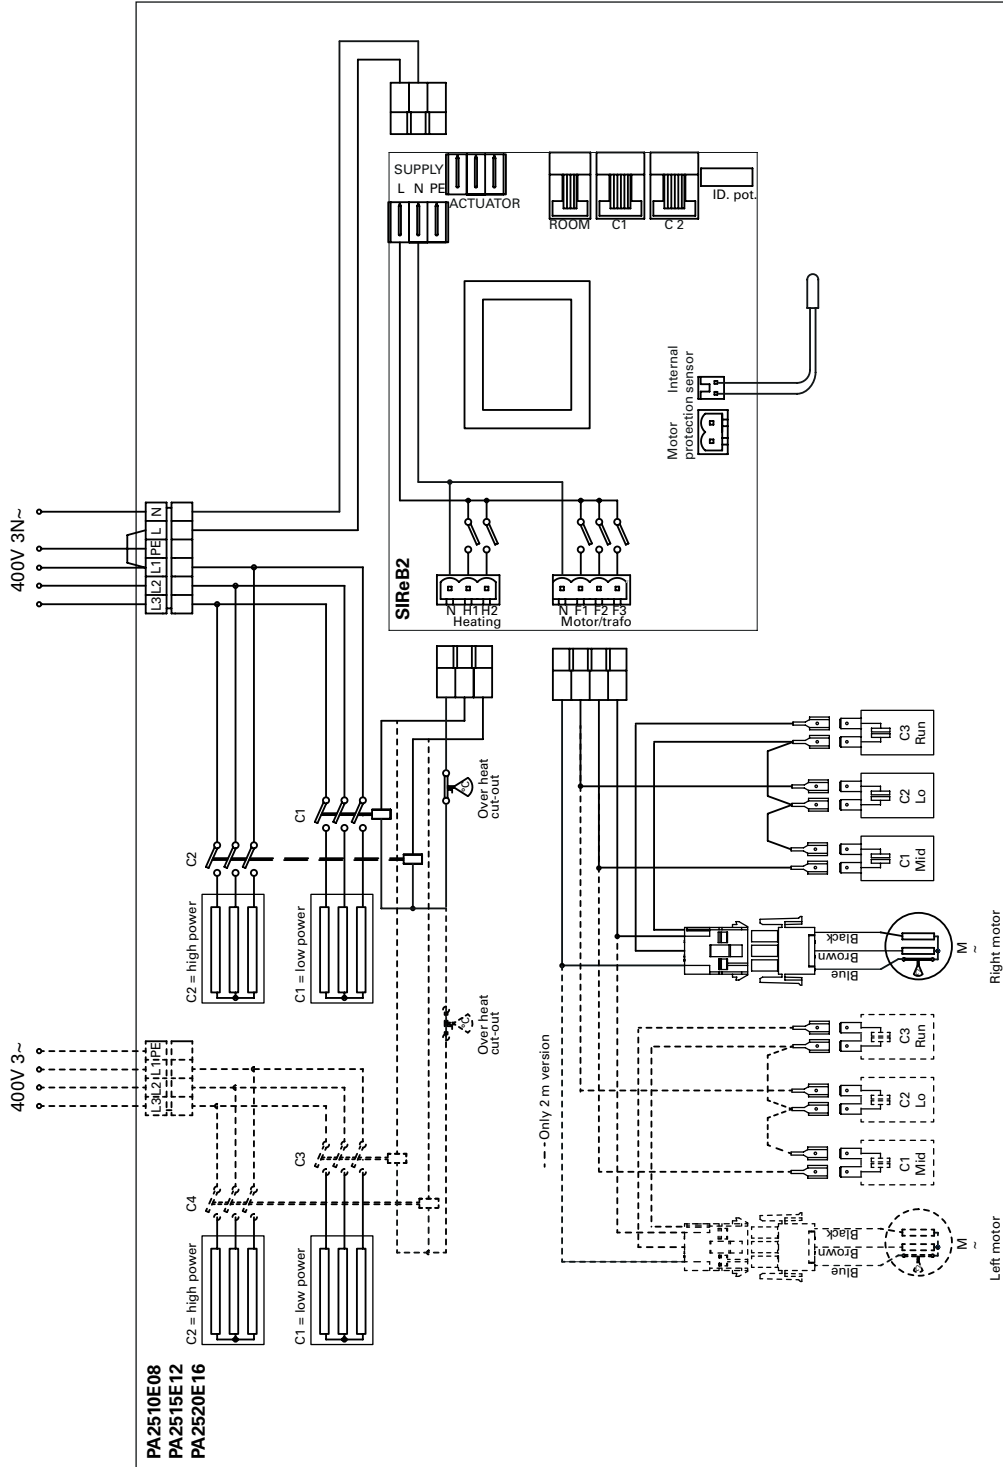 PA2510E08
PA2515E12
PA2520E16
400V 3~
400V 3N~
L3 L2 L1 PE
L3 L2 L1 PE L N
C2 = high power
C1 = low power
C4
C3
C2 = high power
C1 = low power
C2
C1
Over heat
cut-out
Over heat
cut-out
SIReB2
SUPPLY
L N PE
ACTUATOR
ROOM
C1
C 2
ID. pot.
N H1 H2
Heating
N F1 F2 F3
Motor/trafo
Motor
protection sensor
Internal
---- Only 2 m version
C1
Mid
C2
Lo
C3
Run
C1
Mid
C2
Lo
C3
Run
Blue
Brown
Black
Blue
Brown
Black
M
~
Left motor
M
~
Right motor
°C
°C